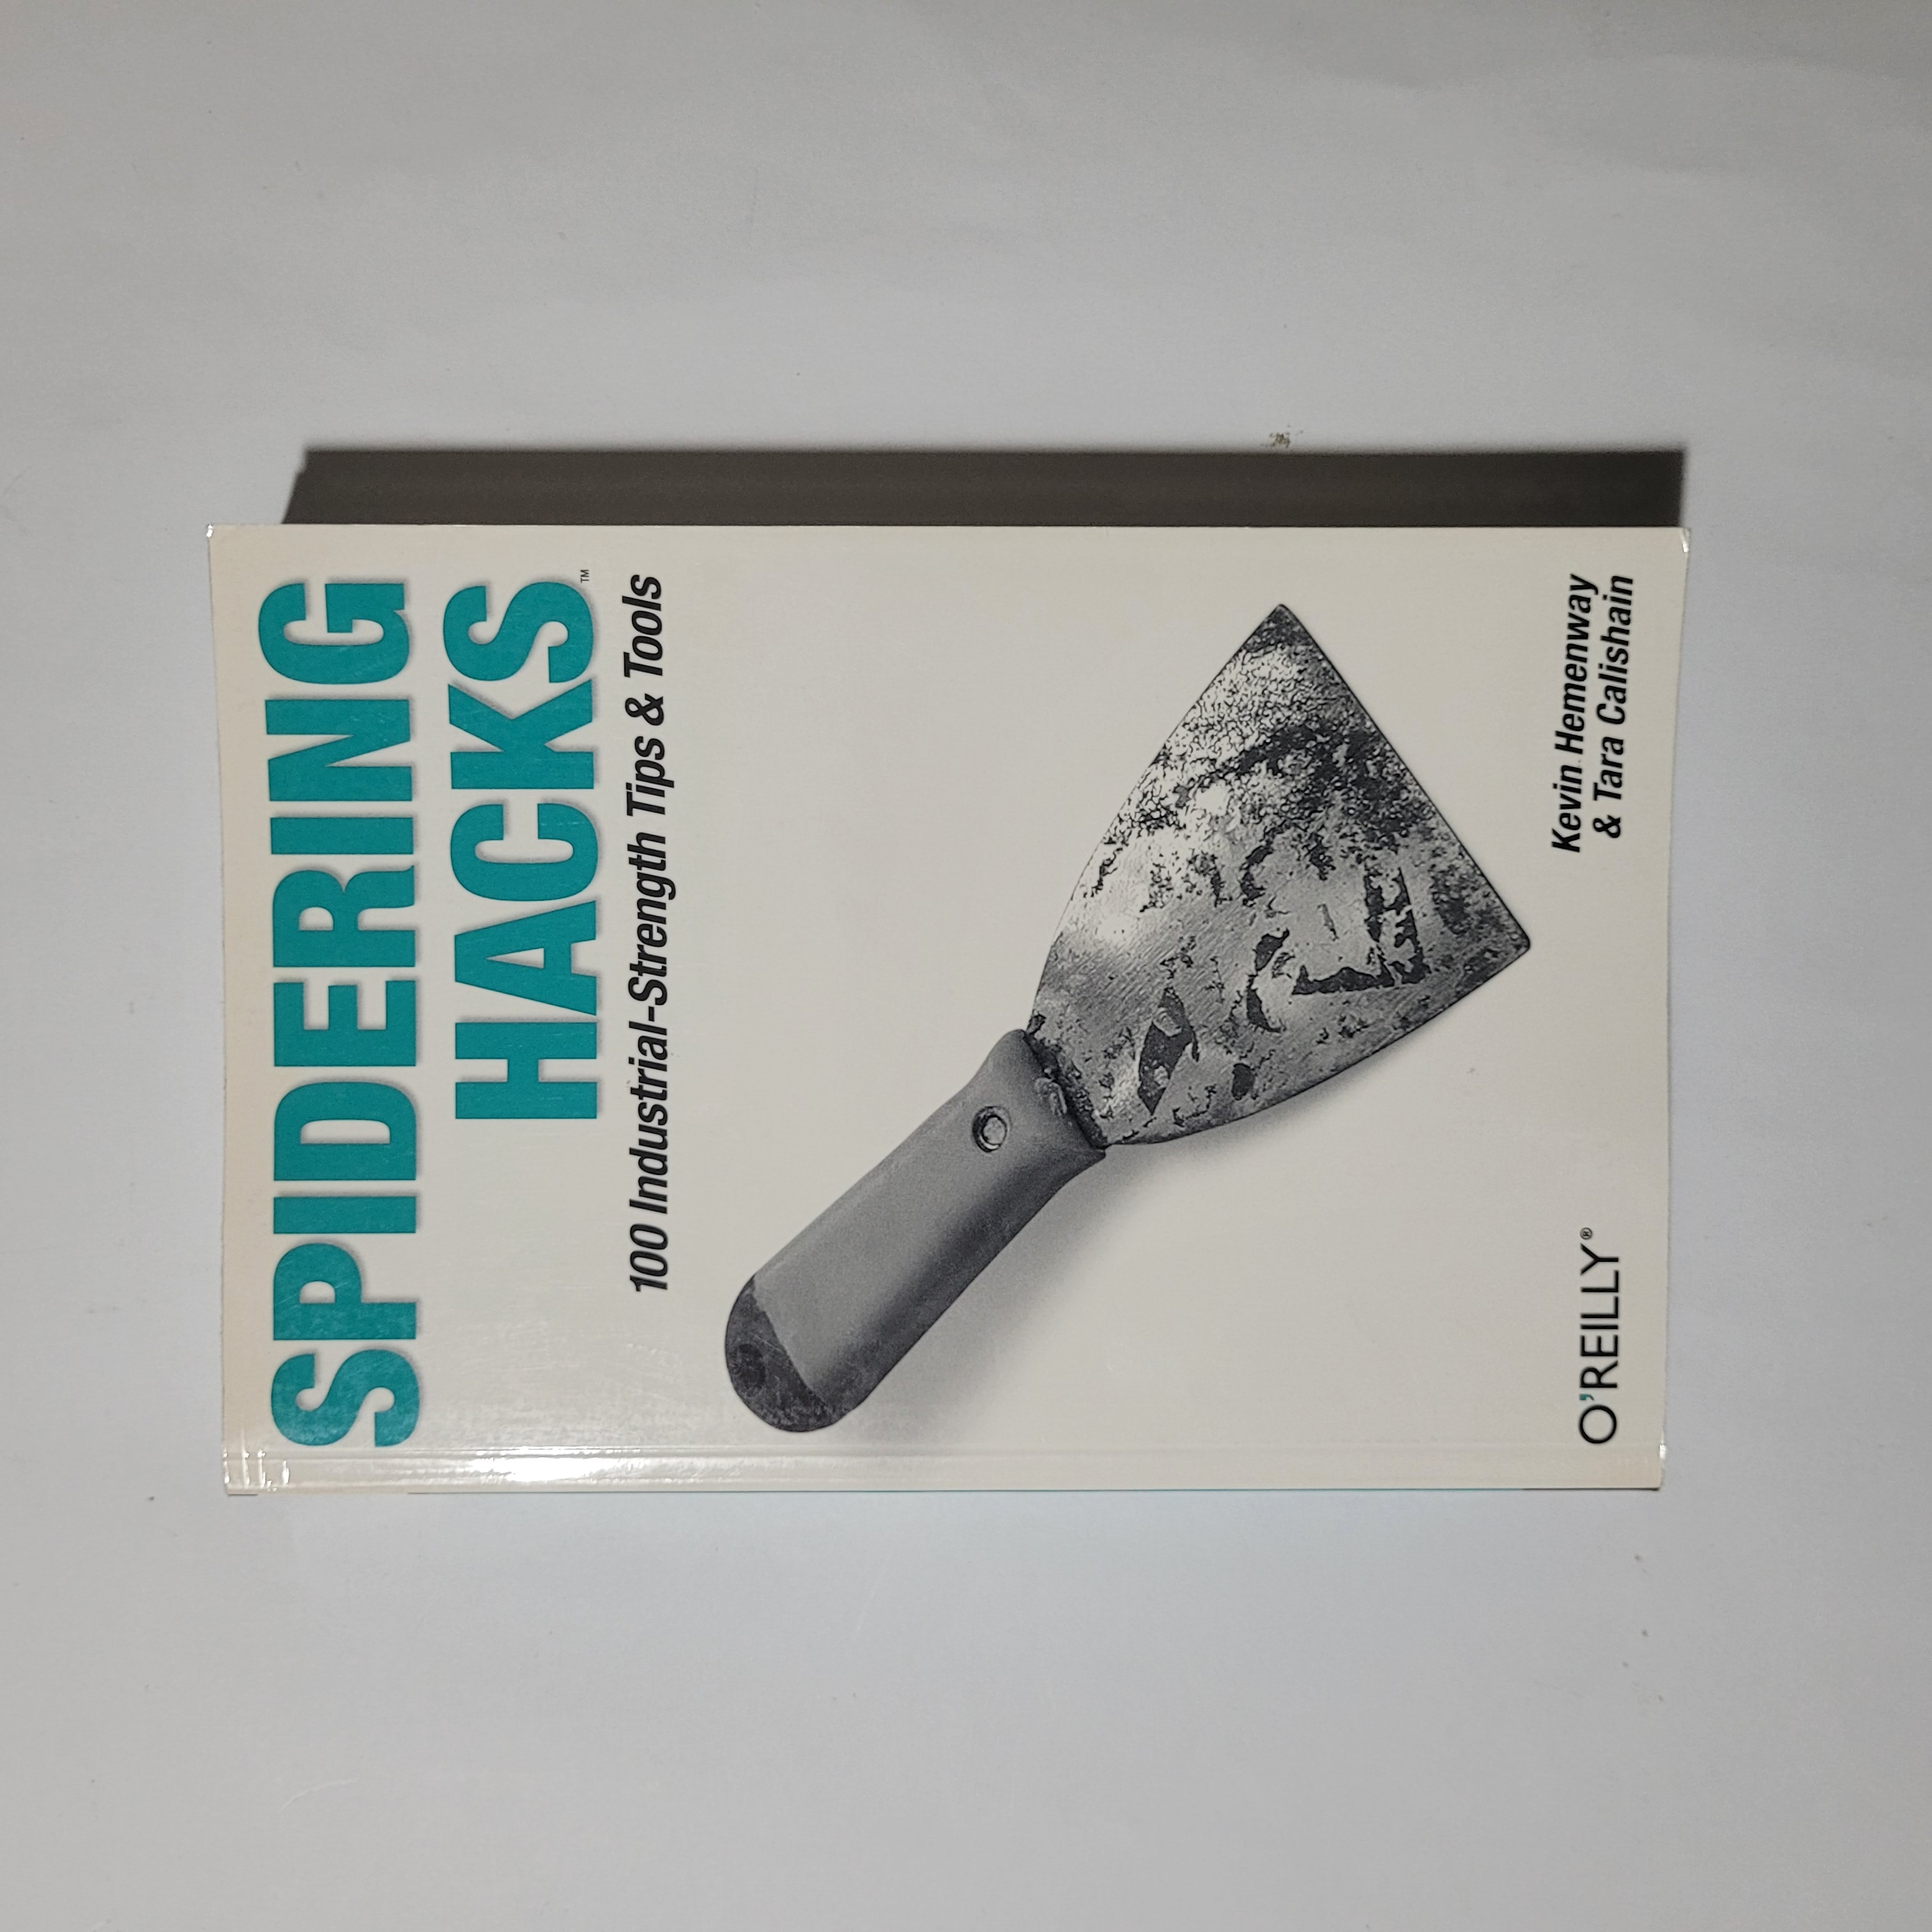 SPIDERING
HACKS™
100 Industrial-Strength Tips & Tools
O'REILLY®
Kevin Hemenway
& Tara Calishain